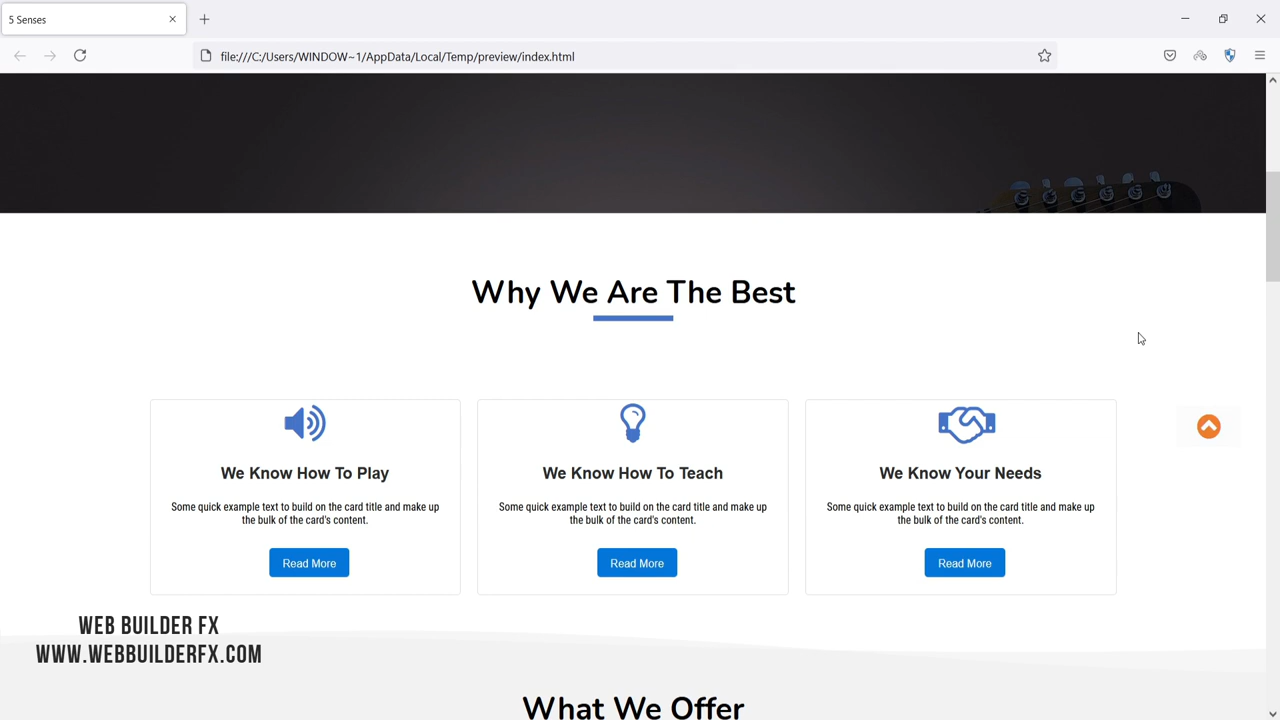 5 Senses
file:///C:/Users/WINDOW~1/AppData/Local/Temp/preview/index.html
Why We Are The Best
We Know How To Play
Some quick example text to build on the card title and make up
the bulk of the card's content.
Read More
We Know How To Teach
Some quick example text to build on the card title and make up
the bulk of the card's content.
Read More
We Know Your Needs
Some quick example text to build on the card title and make up
the bulk of the card's content.
Read More
WEB BUILDER FX
WWW.WEBBUILDERFX.COM
What We Offer